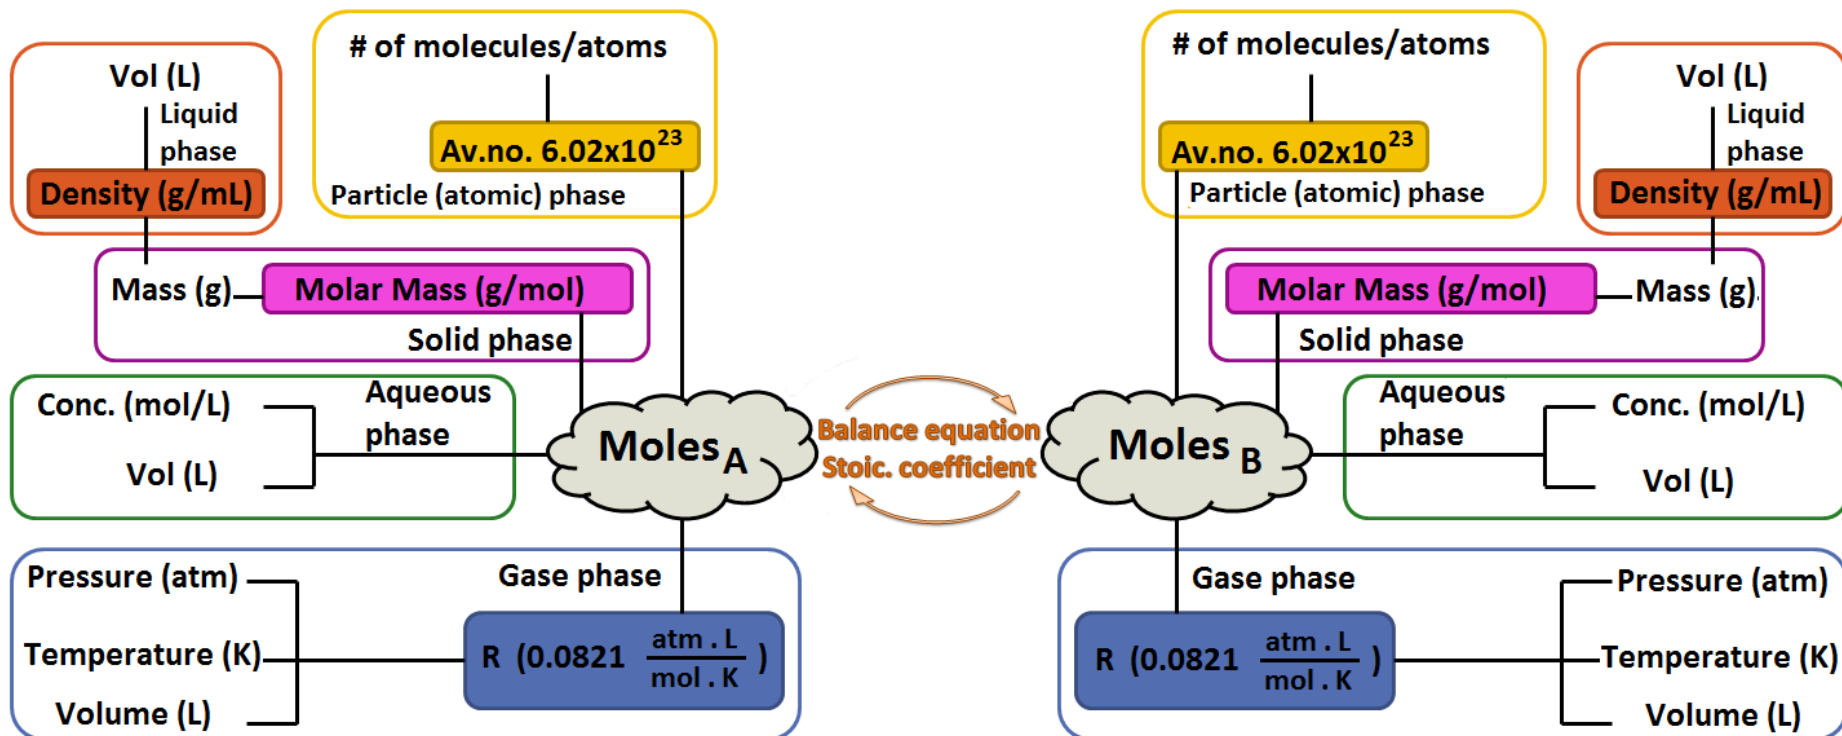 # of molecules/atoms
Vol (L)
Liquid
phase
Av.no. 6.02x10²³
Density (g/mL)
Particle (atomic) phase
Mass (g)
Molar Mass (g/mol)
Solid phase
Conc. (mol/L)
Aqueous
phase
Vol (L)
Moles A
Pressure (atm)
Gase phase
Temperature (K)
R (0.0821 atm . L / mol . K )
Volume (L)
Balance equation
Stoic. coefficient
# of molecules/atoms
Vol (L)
Liquid
phase
Av.no. 6.02x10²³
Density (g/mL)
Particle (atomic) phase
Molar Mass (g/mol)
Mass (g).
Solid phase
Aqueous
phase
Conc. (mol/L)
Vol (L)
Moles B
Gase phase
Pressure (atm)
R (0.0821 atm . L / mol . K )
Temperature (K)
Volume (L)